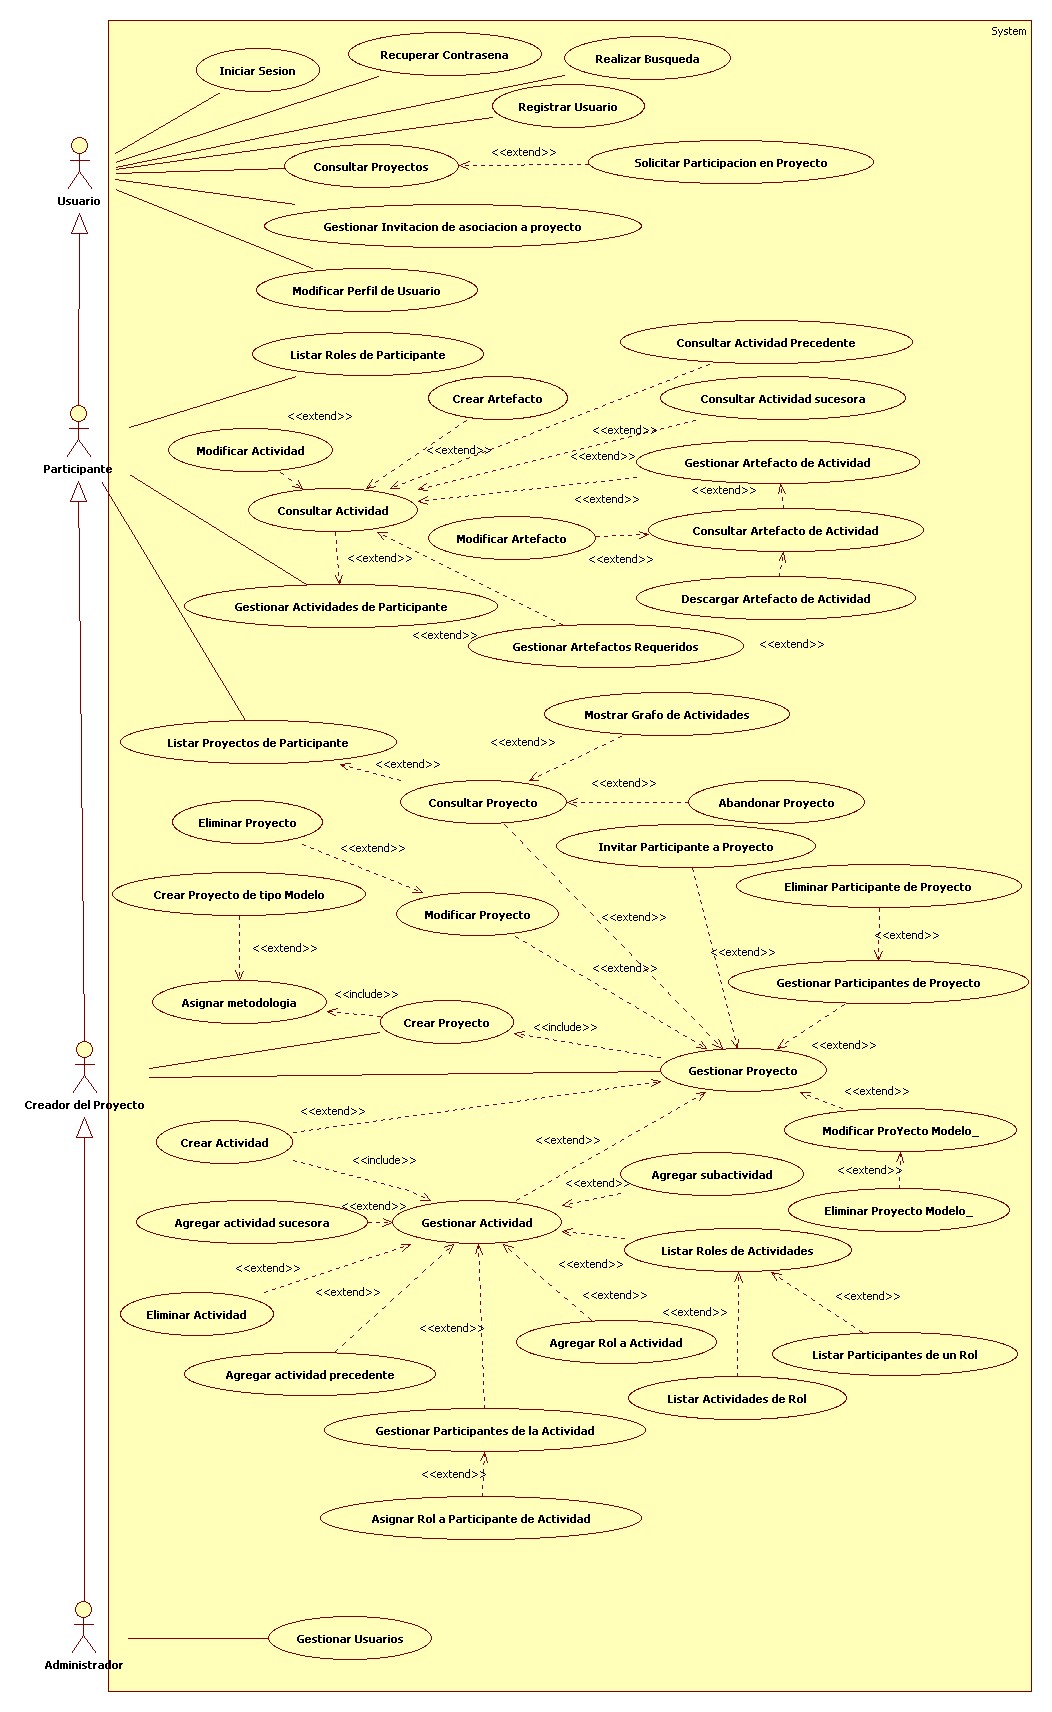 System
Recuperar Contrasena
Realizar Busqueda
Iniciar Sesion
Registrar Usuario
<<extend>>
Consultar Proyectos
Solicitar Participacion en Proyecto
Usuario
Gestionar Invitacion de asociacion a proyecto
Modificar Perfil de Usuario
Consultar Actividad Precedente
Listar Roles de Participante
Crear Artefacto
Consultar Actividad sucesora
<<extend>>
<<extend>>
Modificar Actividad
<<extend>>
<<extend>>
Gestionar Artefacto de Actividad
Participante
<<extend>>
<<extend>>
Consultar Actividad
Consultar Artefacto de Actividad
Modificar Artefacto
<<extend>>
<<extend>>
Descargar Artefacto de Actividad
Gestionar Actividades de Participante
<<extend>>
Gestionar Artefactos Requeridos
<<extend>>
Mostrar Grafo de Actividades
Listar Proyectos de Participante
<<extend>>
<<extend>>
<<extend>>
Consultar Proyecto
Abandonar Proyecto
Eliminar Proyecto
<<extend>>
Invitar Participante a Proyecto
Eliminar Participante de Proyecto
Crear Proyecto de tipo Modelo
Modificar Proyecto
<<extend>>
<<extend>>
<<extend>>
<<extend>>
<<extend>>
Gestionar Participantes de Proyecto
<<include>>
Asignar metodologia
Crear Proyecto
<<include>>
<<extend>>
Gestionar Proyecto
<<extend>>
Creador del Proyecto
<<extend>>
Modificar ProYecto Modelo_
<<extend>>
Crear Actividad
<<include>>
<<extend>>
Agregar subactividad
<<extend>>
<<extend>>
Eliminar Proyecto Modelo_
Agregar actividad sucesora
Gestionar Actividad
Listar Roles de Actividades
<<extend>>
<<extend>>
<<extend>>
<<extend>>
<<extend>>
<<extend>>
Eliminar Actividad
<<extend>>
Agregar Rol a Actividad
Listar Participantes de un Rol
Agregar actividad precedente
Listar Actividades de Rol
Gestionar Participantes de la Actividad
<<extend>>
Asignar Rol a Participante de Actividad
Gestionar Usuarios
Administrador